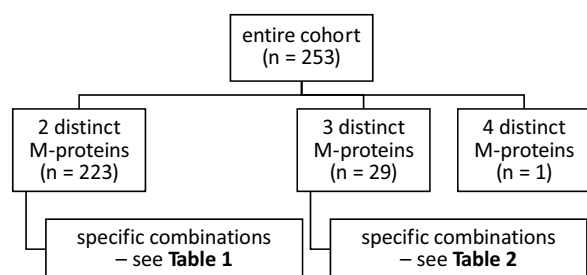 entire cohort
(n = 253)
2 distinct
M-proteins
(n = 223)
3 distinct
M-proteins
(n = 29)
4 distinct
M-proteins
(n = 1)
specific combinations
– see Table 1
specific combinations
– see Table 2